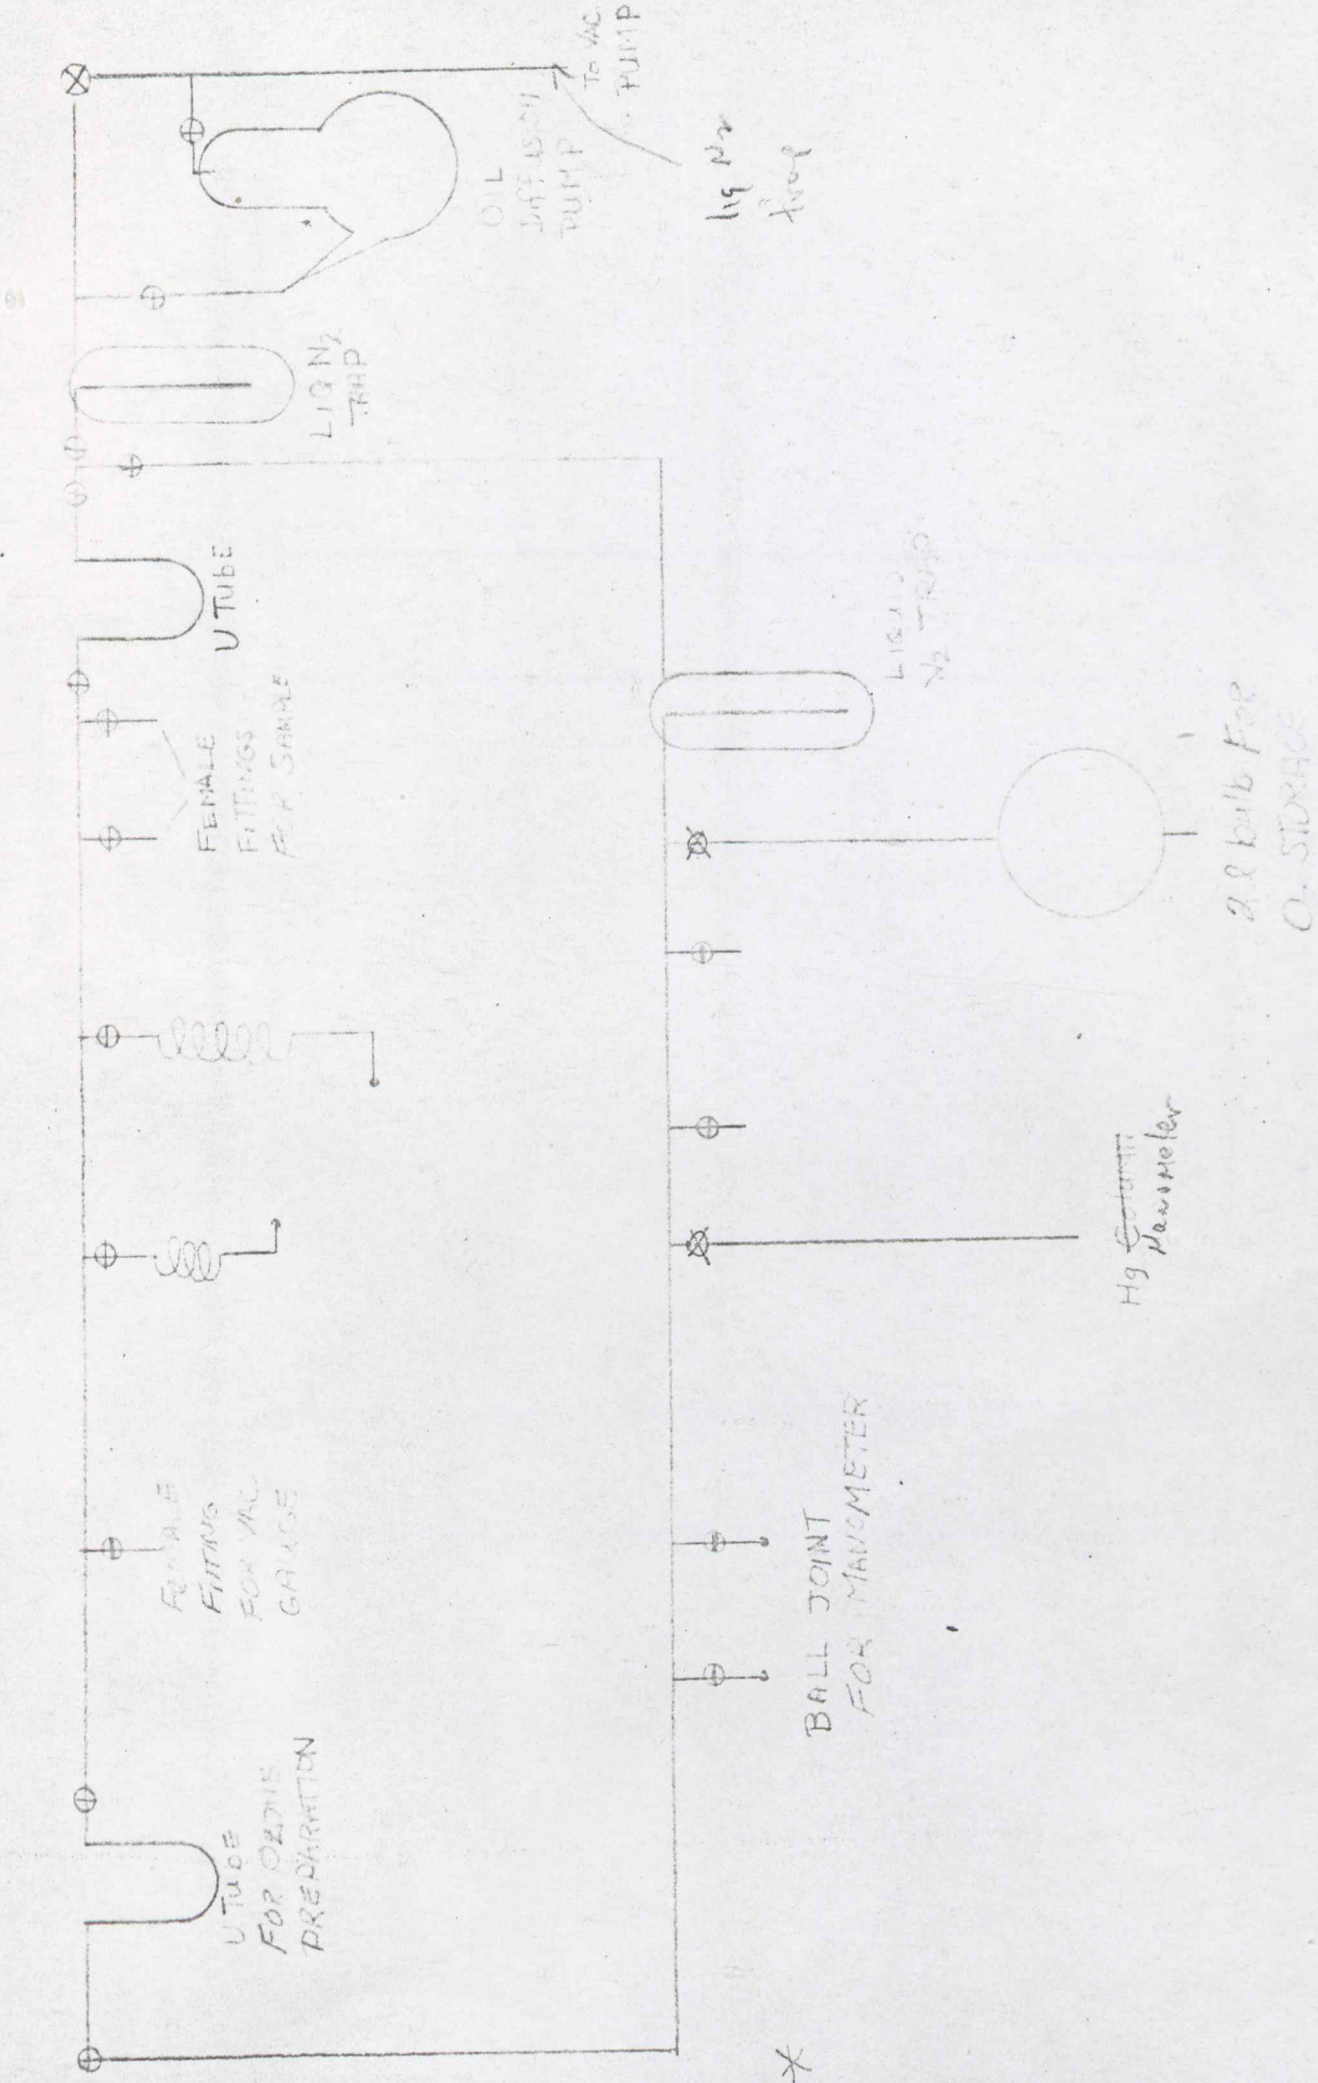 U TUBE
FOR OZONE
PREPARATION
FEMALE
FITTING
FOR VAC
GAUGE
FEMALE
FITTINGS
FOR SAMPLE
U TUBE
LIQ N2
TRAP
OIL
DIFFUSION
PUMP
TO VAC.
PUMP
liq N2
trap
BALL JOINT
FOR MANOMETER
Hg Column
Manometer
LIQUID
N2 TRAP
2 l bulb FOR
STORAGE